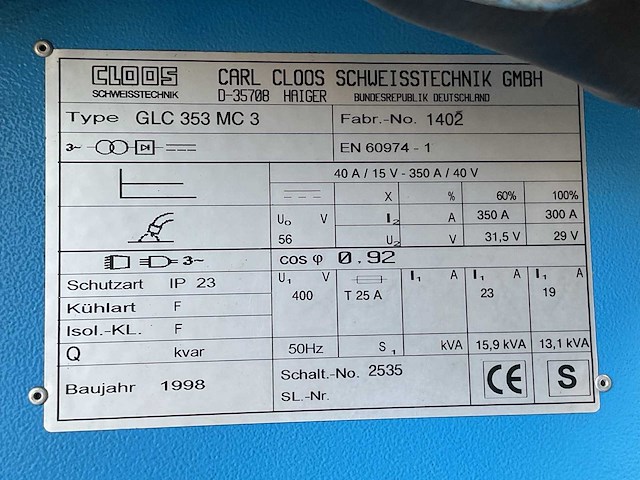 CLOOS CARL CLOOS SCHWEISSTECHNIK GMBH
SCHWEISSTECHNIK D-35708 HAIGER BUNDESREPUBLIK DEUTSCHLAND
Type GLC 353 MC 3 Fabr.-No. 1402
3~ EN 60974 - 1
40 A / 15 V - 350 A / 40 V
X % 60% 100%
U₀ V I₂ A 350 A 300 A
56 U₂ V 31,5 V 29 V
3~ cos φ 0.92
Schutzart IP 23 U₁ V I₁ A I₁ A I₁ A
400 T 25 A 23 19
Kühlart F
Isol.-KL. F
Q kvar 50Hz S₁ kVA 15,9 kVA 13,1 kVA
Baujahr 1998 Schalt.-No. 2535 CE S
SL.-Nr.